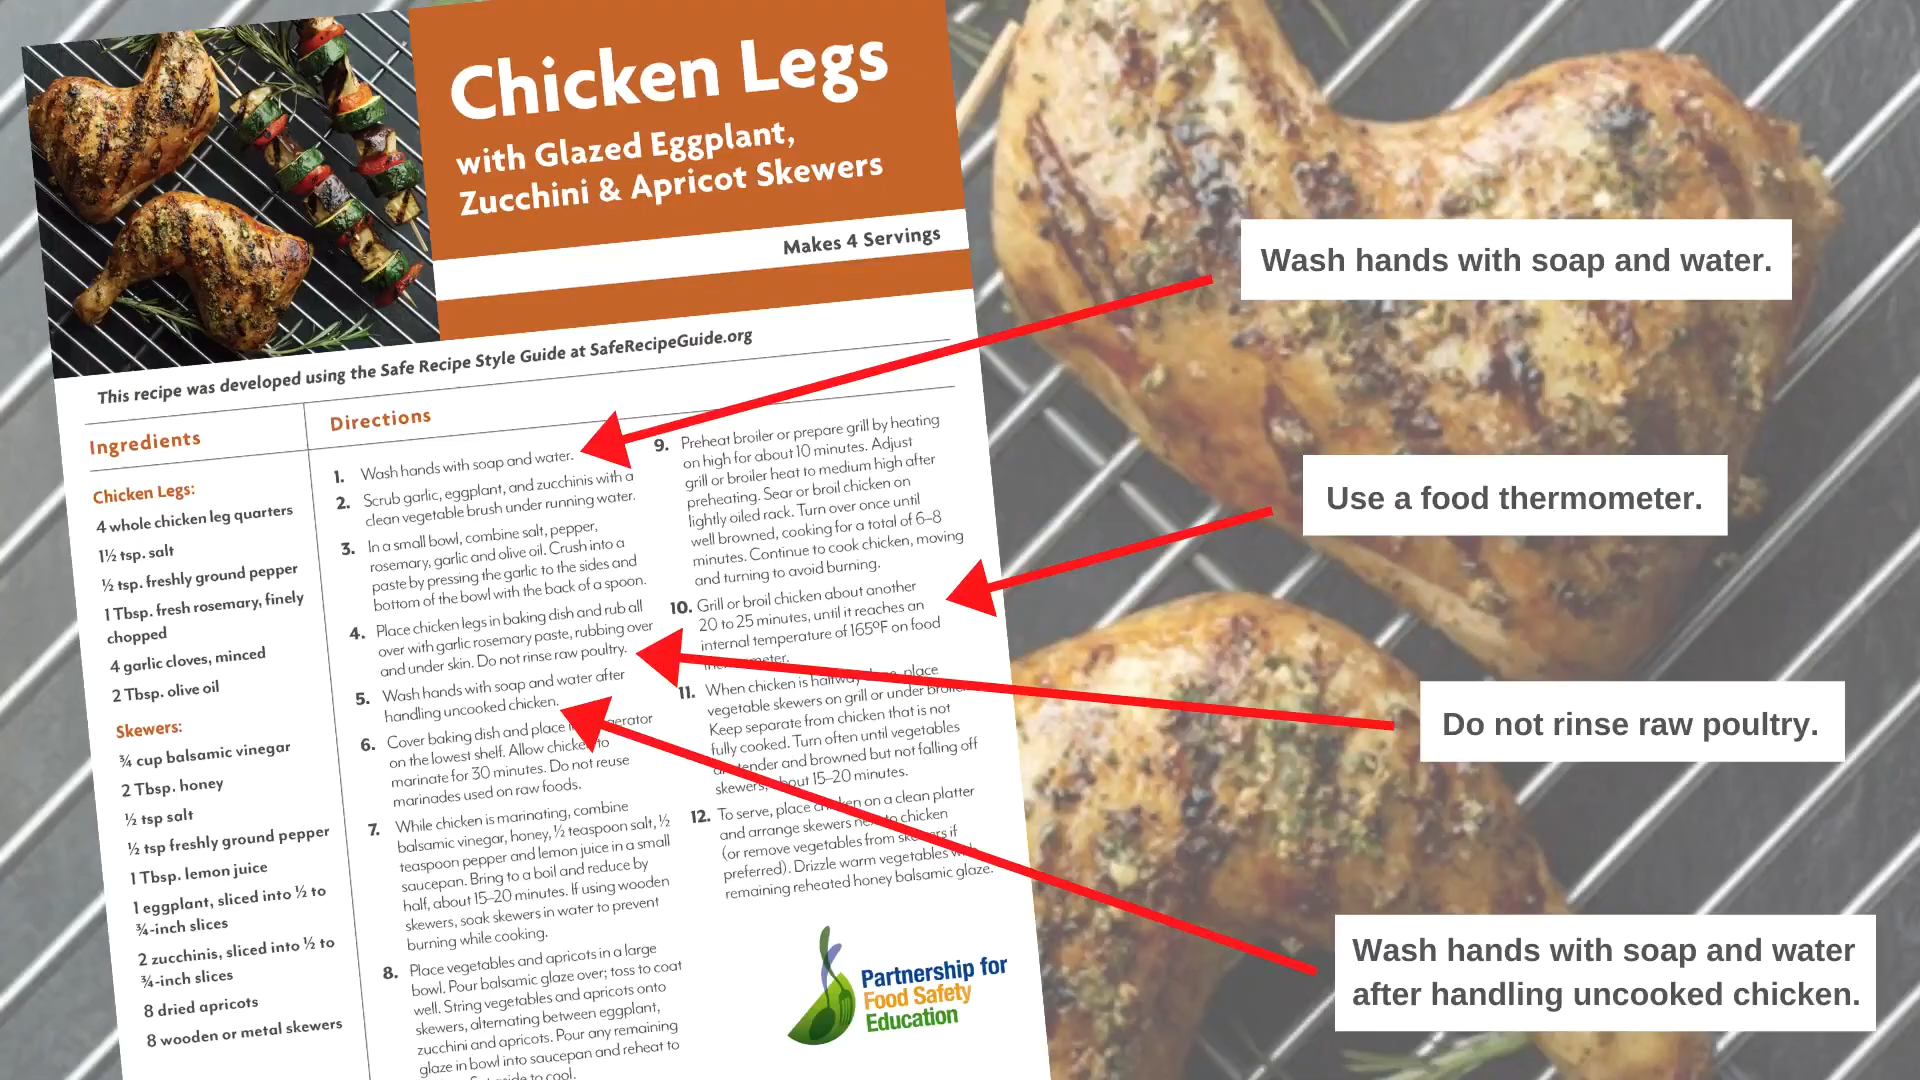 Chicken Legs
with Glazed Eggplant,
Zucchini & Apricot Skewers
Makes 4 Servings
This recipe was developed using the Safe Recipe Style Guide at SafeRecipeGuide.org
Ingredients
Chicken Legs:
4 whole chicken leg quarters
1½ tsp. salt
½ tsp. freshly ground pepper
1 Tbsp. fresh rosemary, finely
chopped
4 garlic cloves, minced
2 Tbsp. olive oil
Skewers:
¾ cup balsamic vinegar
2 Tbsp. honey
½ tsp salt
½ tsp freshly ground pepper
1 Tbsp. lemon juice
1 eggplant, sliced into ½ to
¾-inch slices
2 zucchinis, sliced into ½ to
¾-inch slices
8 dried apricots
8 wooden or metal skewers
Directions
1. Wash hands with soap and water.
2. Scrub garlic, eggplant, and zucchinis with a
clean vegetable brush under running water.
3. In a small bowl, combine salt, pepper,
rosemary, garlic and olive oil. Crush into a
paste by pressing the garlic to the sides and
bottom of the bowl with the back of a spoon.
4. Place chicken legs in baking dish and rub all
over with garlic rosemary paste, rubbing over
and under skin. Do not rinse raw poultry.
5. Wash hands with soap and water after
handling uncooked chicken.
6. Cover baking dish and place
on the lowest shelf. Allow chicken to
marinate for 30 minutes. Do not reuse
marinades used on raw foods.
7. While chicken is marinating, combine
balsamic vinegar, honey, ½ teaspoon salt, ½
teaspoon pepper and lemon juice in a small
saucepan. Bring to a boil and reduce by
half, about 15–20 minutes. If using wooden
skewers, soak skewers in water to prevent
burning while cooking.
8. Place vegetables and apricots in a large
bowl. Pour balsamic glaze over; toss to coat
well. String vegetables and apricots onto
skewers, alternating between eggplant,
zucchini and apricots. Pour any remaining
glaze in bowl into saucepan and reheat to
to cool.
9. Preheat broiler or prepare grill by heating
on high for about 10 minutes. Adjust
grill or broiler heat to medium high after
preheating. Sear or broil chicken on
lightly oiled rack. Turn over once until
well browned, cooking for a total of 6–8
minutes. Continue to cook chicken, moving
and turning to avoid burning.
10. Grill or broil chicken about another
20 to 25 minutes, until it reaches an
internal temperature of 165ºF on food
11. When chicken is halfway place
vegetable skewers on grill or under broiler.
Keep separate from chicken that is not
fully cooked. Turn often until vegetables
tender and browned but not falling off
skewers, about 15–20 minutes.
12. To serve, place chicken on a clean platter
and arrange skewers next to chicken
(or remove vegetables from skewers if
preferred). Drizzle warm vegetables with
remaining reheated honey balsamic glaze.
Partnership for
Food Safety
Education
Wash hands with soap and water.
Use a food thermometer.
Do not rinse raw poultry.
Wash hands with soap and water
after handling uncooked chicken.